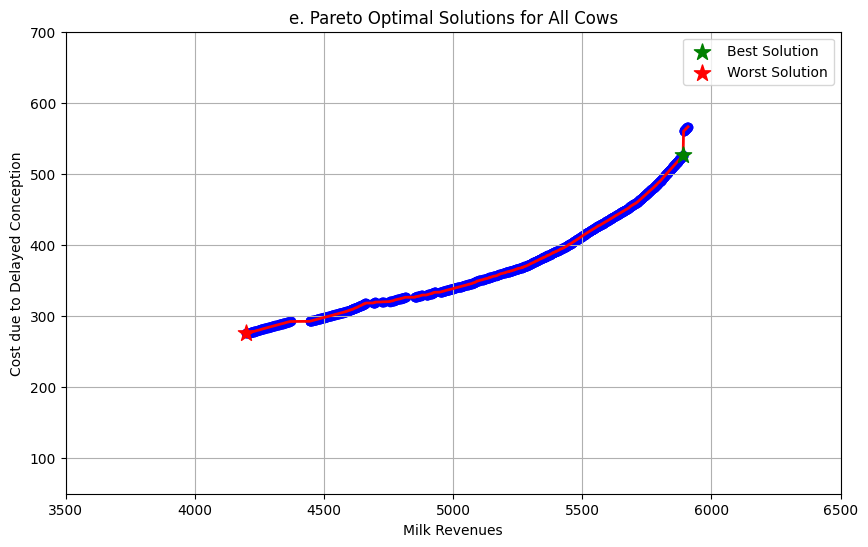 e. Pareto Optimal Solutions for All Cows
Best Solution
Worst Solution
Cost due to Delayed Conception
700
600
500
400
300
200
100
3500 4000 4500 5000 5500 6000 6500
Milk Revenues